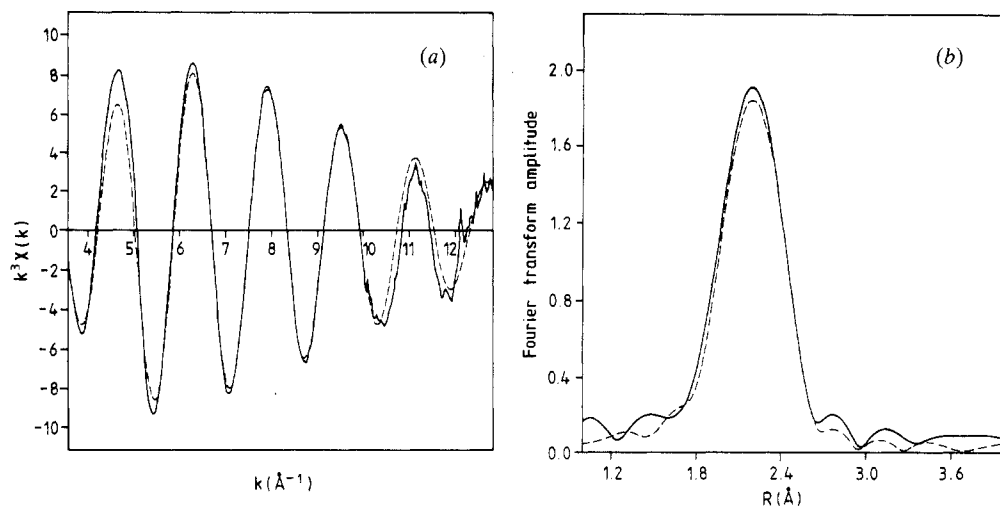 (a)
10
8
6
4
2
0
-2
-4
-6
-8
-10
k³X(k)
4 5 6 7 8 9 10 11 12
k(Å⁻¹)
(b)
2.0
1.6
1.2
0.8
0.4
0.0
Fourier transform amplitude
1.2 1.8 2.4 3.0 3.6
R(Å)